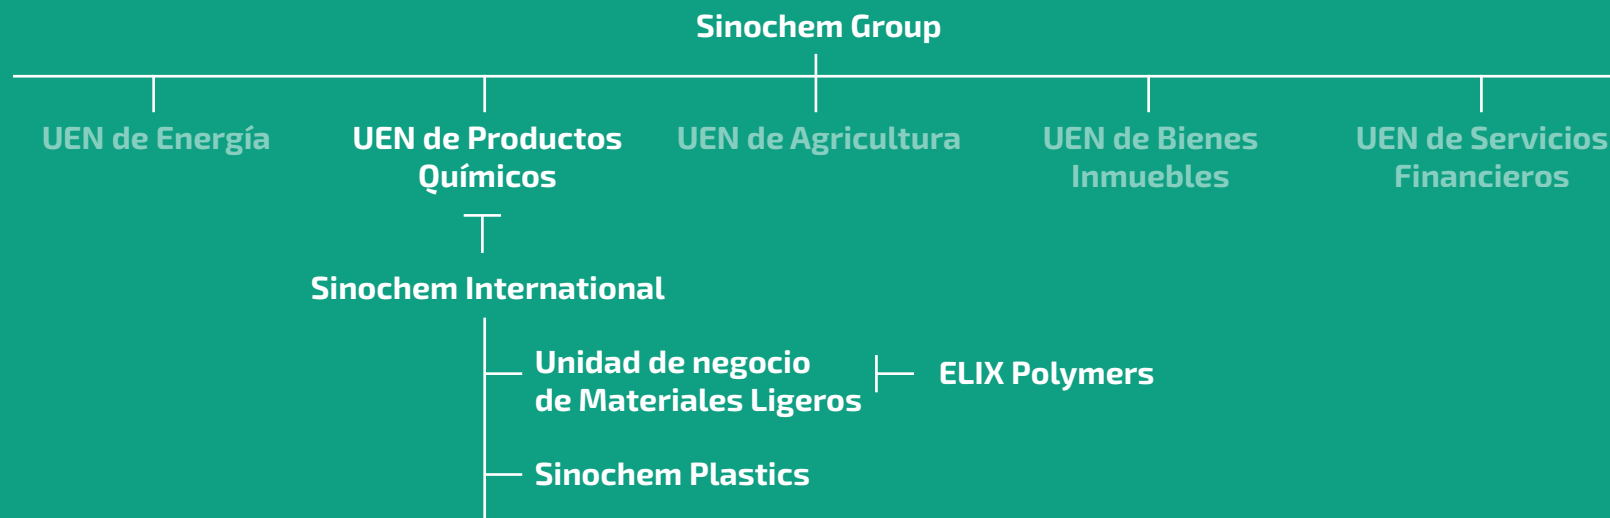 Sinochem Group
UEN de Energía
UEN de Productos
Químicos
UEN de Agricultura
UEN de Bienes
Inmuebles
UEN de Servicios
Financieros
Sinochem International
Unidad de negocio
de Materiales Ligeros
ELIX Polymers
Sinochem Plastics